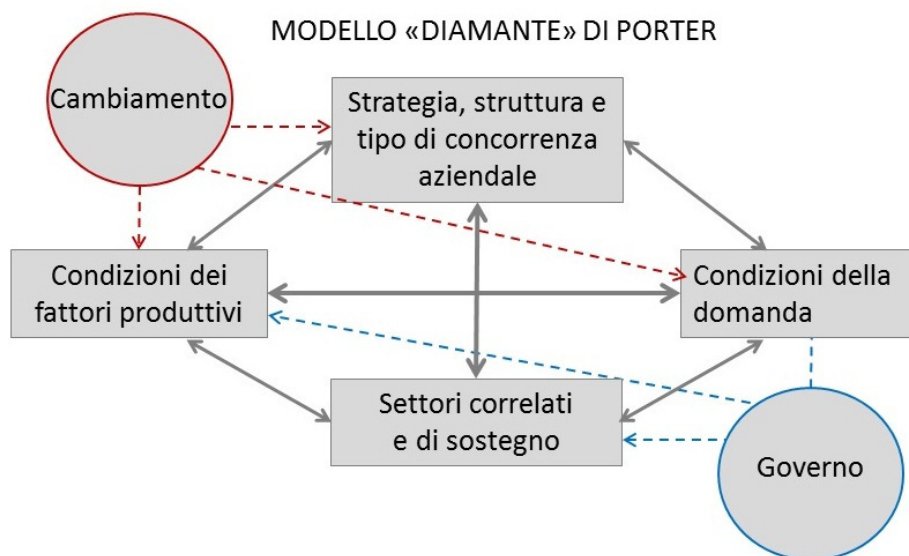 MODELLO «DIAMANTE» DI PORTER
Cambiamento
Strategia, struttura e
tipo di concorrenza
aziendale
Condizioni dei
fattori produttivi
Condizioni della
domanda
Settori correlati
e di sostegno
Governo